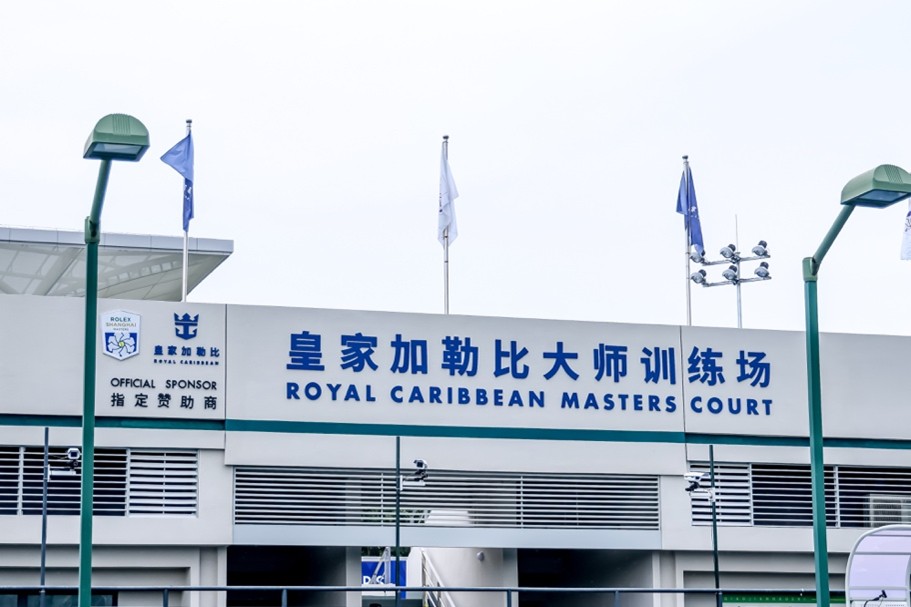 ROLEX
SHANGHAI
MASTERS
皇家加勒比
ROYAL CARIBBEAN
OFFICIAL SPONSOR
指定赞助商
皇家加勒比大师训练场
ROYAL CARIBBEAN MASTERS COURT